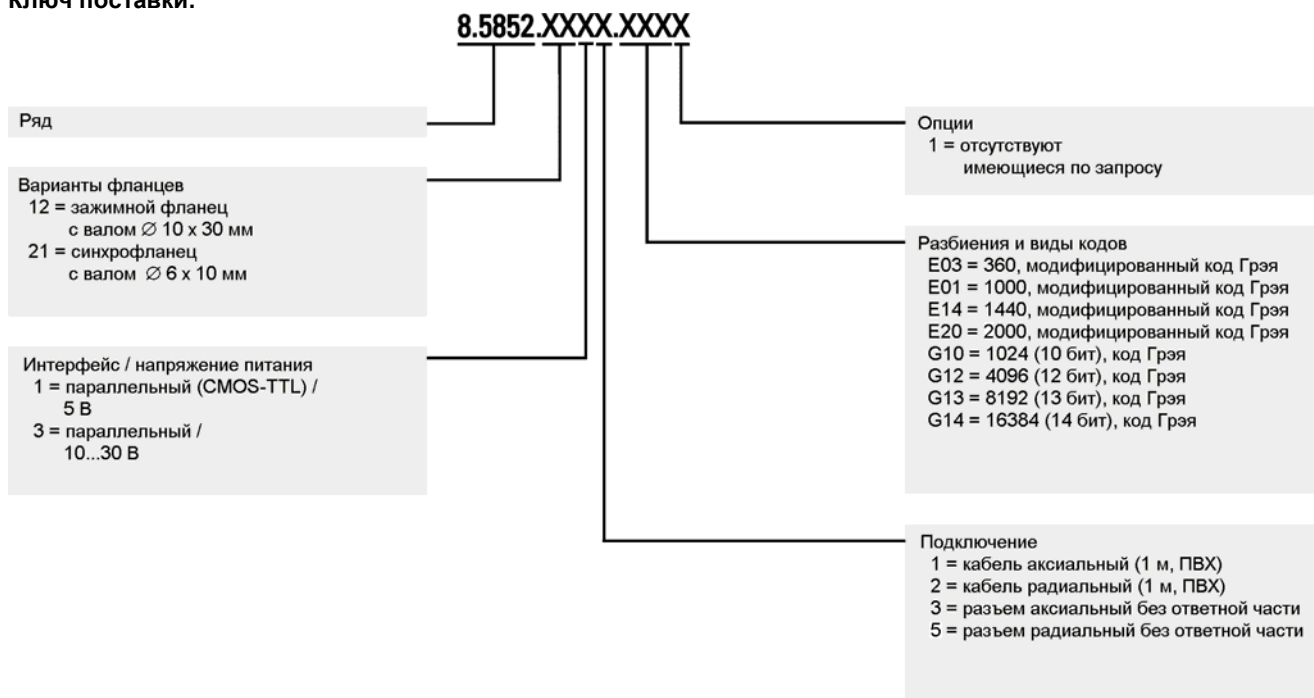 Ключ поставки:
8.5852.XXXX.XXXX
Ряд
Варианты фланцев
12 = зажимной фланец
с валом ∅ 10 x 30 мм
21 = синхрофланец
с валом ∅ 6 x 10 мм
Интерфейс / напряжение питания
1 = параллельный (CMOS-TTL) /
5 В
3 = параллельный /
10...30 В
Опции
1 = отсутствуют
имеющиеся по запросу
Разбиения и виды кодов
E03 = 360, модифицированный код Грэя
E01 = 1000, модифицированный код Грэя
E14 = 1440, модифицированный код Грэя
E20 = 2000, модифицированный код Грэя
G10 = 1024 (10 бит), код Грэя
G12 = 4096 (12 бит), код Грэя
G13 = 8192 (13 бит), код Грэя
G14 = 16384 (14 бит), код Грэя
Подключение
1 = кабель аксиальный (1 м, ПВХ)
2 = кабель радиальный (1 м, ПВХ)
3 = разъем аксиальный без ответной части
5 = разъем радиальный без ответной части